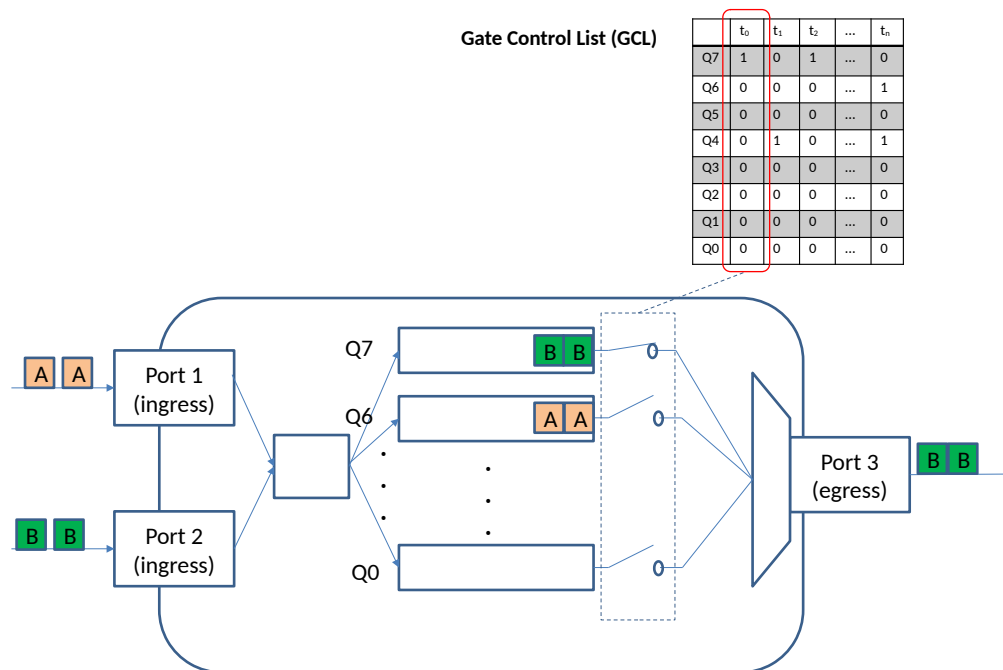 Gate Control List (GCL)
t0 t1 t2 ... tn
Q7 1 0 1 ... 0
Q6 0 0 0 ... 1
Q5 0 0 0 ... 0
Q4 0 1 0 ... 1
Q3 0 0 0 ... 0
Q2 0 0 0 ... 0
Q1 0 0 0 ... 0
Q0 0 0 0 ... 0
A A
Port 1
(ingress)
Q7
B B
Q6
A A
B B
Port 2
(ingress)
Q0
Port 3
(egress)
B B